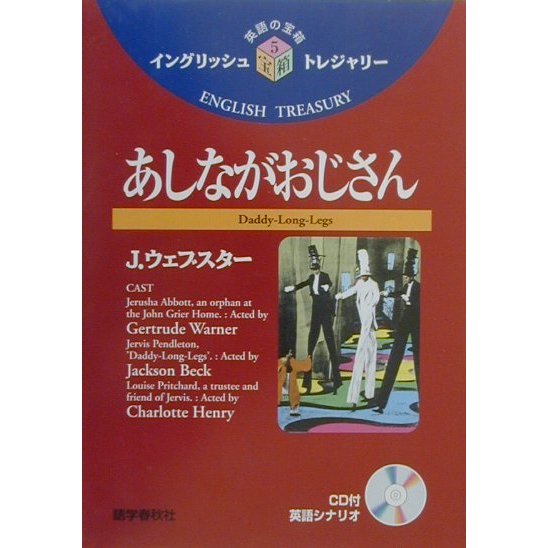 英語の宝箱
イングリッシュ 5 宝箱 トレジャリー
ENGLISH TREASURY
あしながおじさん
Daddy-Long-Legs
J.ウェブスター
CAST
Jerusha Abbott, an orphan at
the John Grier Home. : Acted by
Gertrude Warner
Jervis Pendleton,
'Daddy-Long-Legs'. : Acted by
Jackson Beck
Louise Pritchard, a trustee and
friend of Jervis. : Acted by
Charlotte Henry
CD付
英語シナリオ
語学春秋社